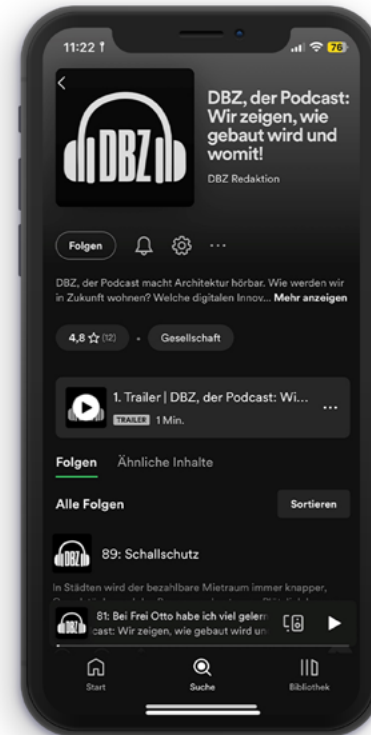 11:22
76
DBZ
DBZ, der Podcast:
Wir zeigen, wie
gebaut wird und
womit!
DBZ Redaktion
Folgen
DBZ, der Podcast macht Architektur hörbar. Wie werden wir
in Zukunft wohnen? Welche digitalen Innov... Mehr anzeigen
4,8 (12) • Gesellschaft
1. Trailer | DBZ, der Podcast: Wi...
TRAILER 1 Min.
Folgen Ähnliche Inhalte
Alle Folgen Sortieren
DBZ
89: Schallschutz
In Städten wird der bezahlbare Mietraum immer knapper,
DBZ
81: Bei Frei Otto habe ich viel gelern
cast: Wir zeigen, wie gebaut wird un
Start Suche Bibliothek